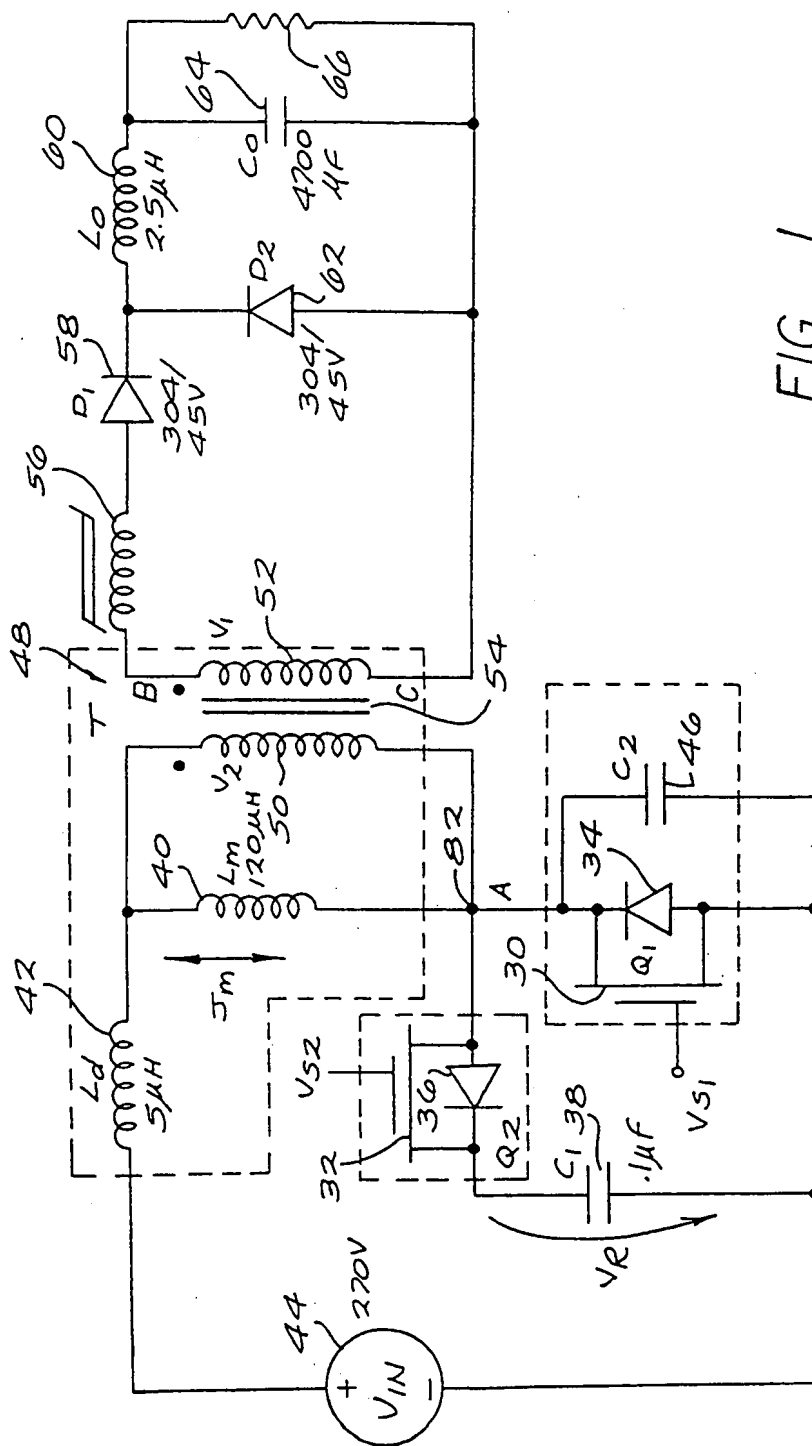 44
VIN
+
−
270V
Ld
5µH
42
Jm
40
Lm
120µH
50
V2
T
48
B
C
V1
52
54
56
D1
58
304/
45V
D2
62
304/
45V
L0
2.5µH
60
C0
4700
µF
64
66
82
A
VS2
32
36
Q2
C1
38
.1µF
VR
30
Q1
34
C2
46
VS1
FIG. 1